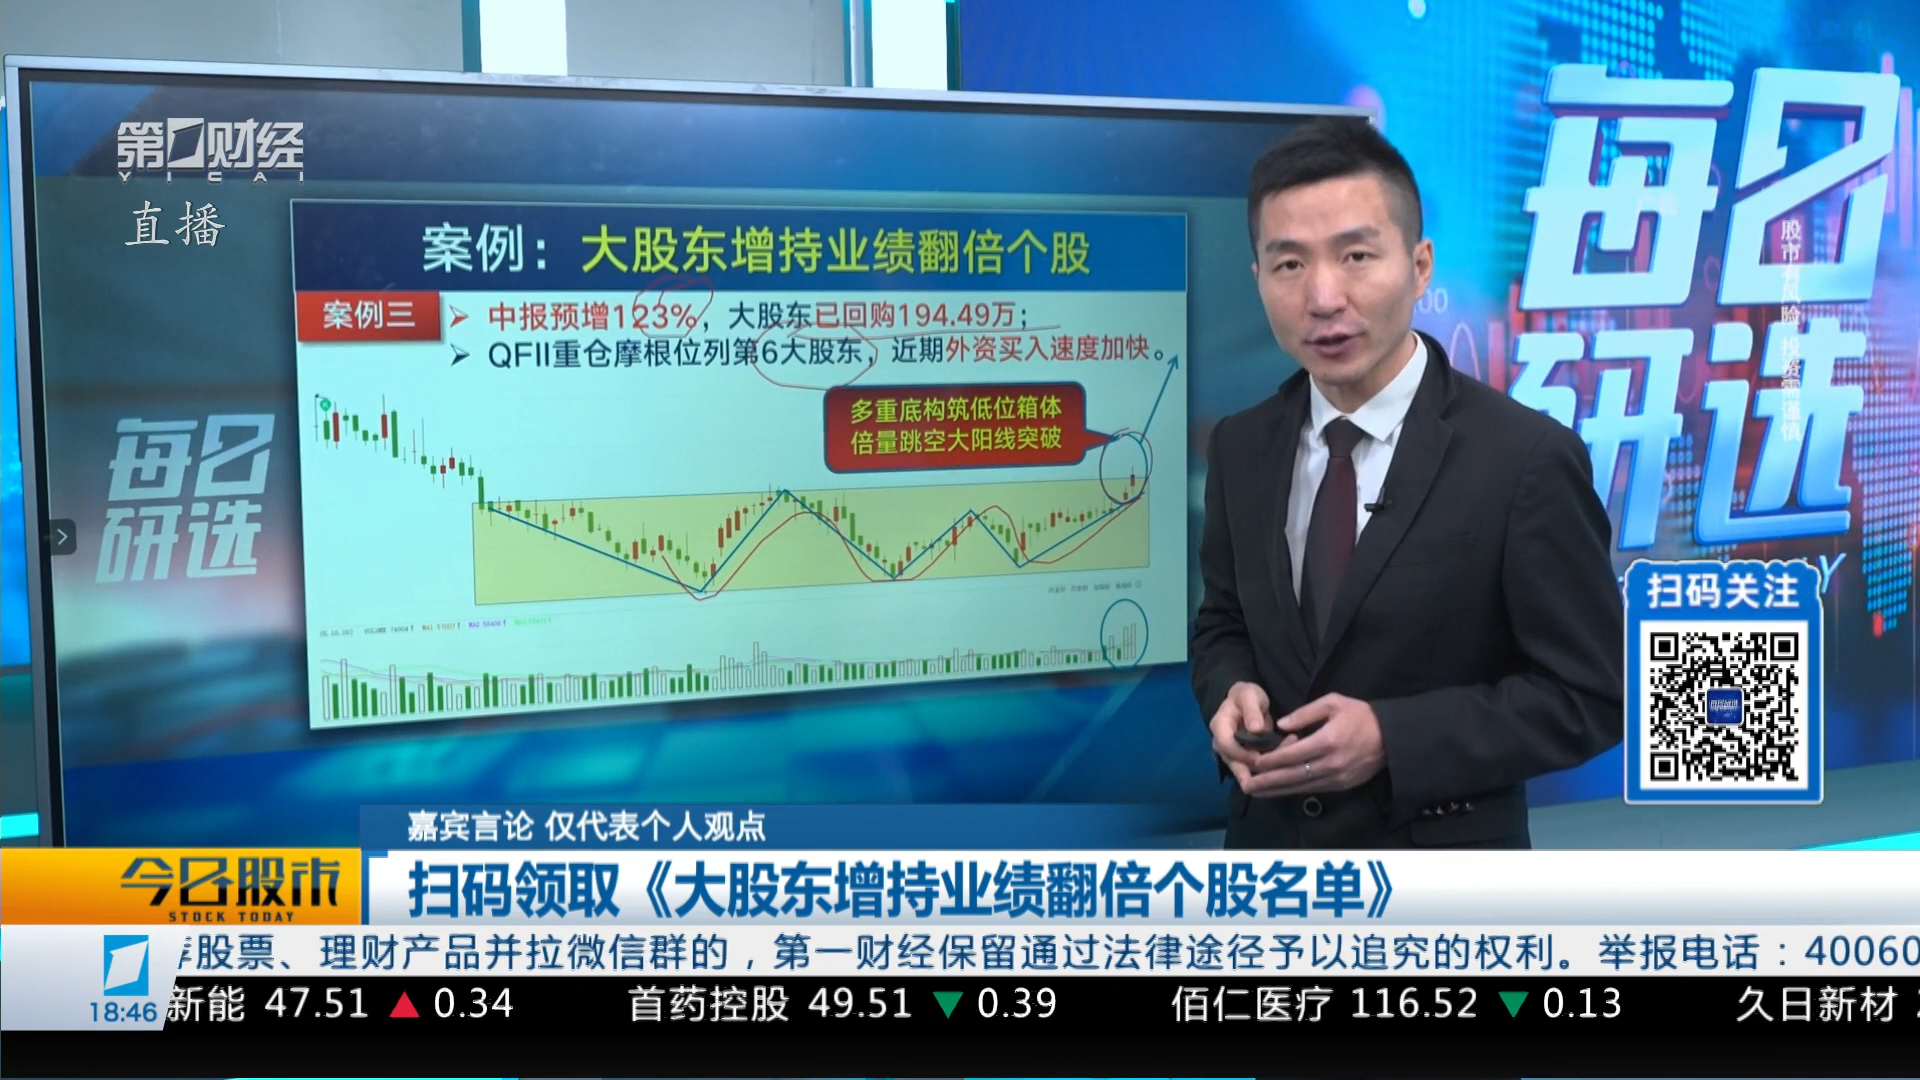 第一财经
YICAI
直播
每日
研选
案例：大股东增持业绩翻倍个股
案例三
中报预增123%，大股东已回购194.49万；
QFII重仓摩根位列第6大股东，近期外资买入速度加快。
多重底构筑低位箱体
倍量跳空大阳线突破
每日
研选
股市有风险 投资需谨慎
扫码关注
嘉宾言论 仅代表个人观点
今日股市
STOCK TODAY
扫码领取《大股东增持业绩翻倍个股名单》
股票、理财产品并拉微信群的，第一财经保留通过法律途径予以追究的权利。举报电话：40060
18:46
新能 47.51 ▲ 0.34 首药控股 49.51 ▼ 0.39 佰仁医疗 116.52 ▼ 0.13 久日新材